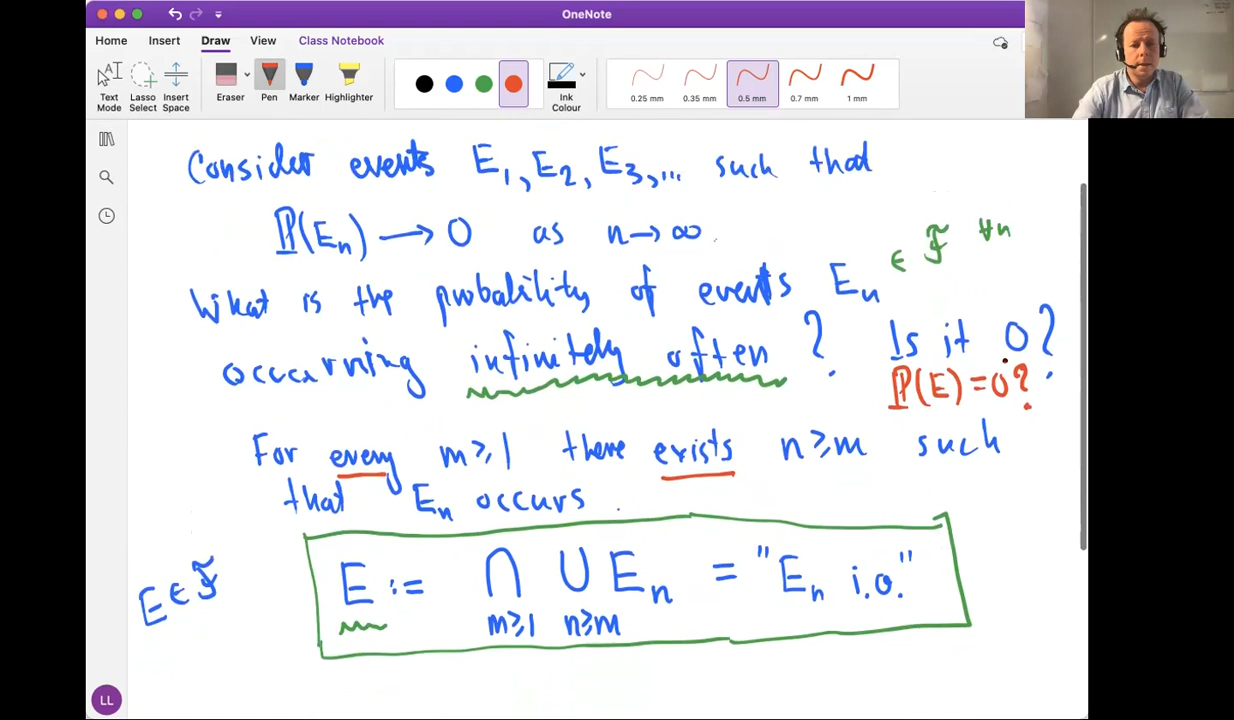 OneNote
Home Insert Draw View Class Notebook
Text Mode Lasso Select Insert Space Eraser Pen Marker Highlighter Ink Colour 0.25 mm 0.35 mm 0.5 mm 0.7 mm 1 mm
Consider events E₁, E₂, E₃, ... such that
ℙ(Eₙ) → 0 as n → ∞.
∈ ℱ̃ ∀n
What is the probability of events Eₙ
occurring infinitely often ? Is it 0?
ℙ(E)=0?
For every m≥1 there exists n≥m such
that Eₙ occurs.
E ∈ ℱ̃
E := ⋂ ⋃ Eₙ = "Eₙ i.o."
m≥1 n≥m
LL